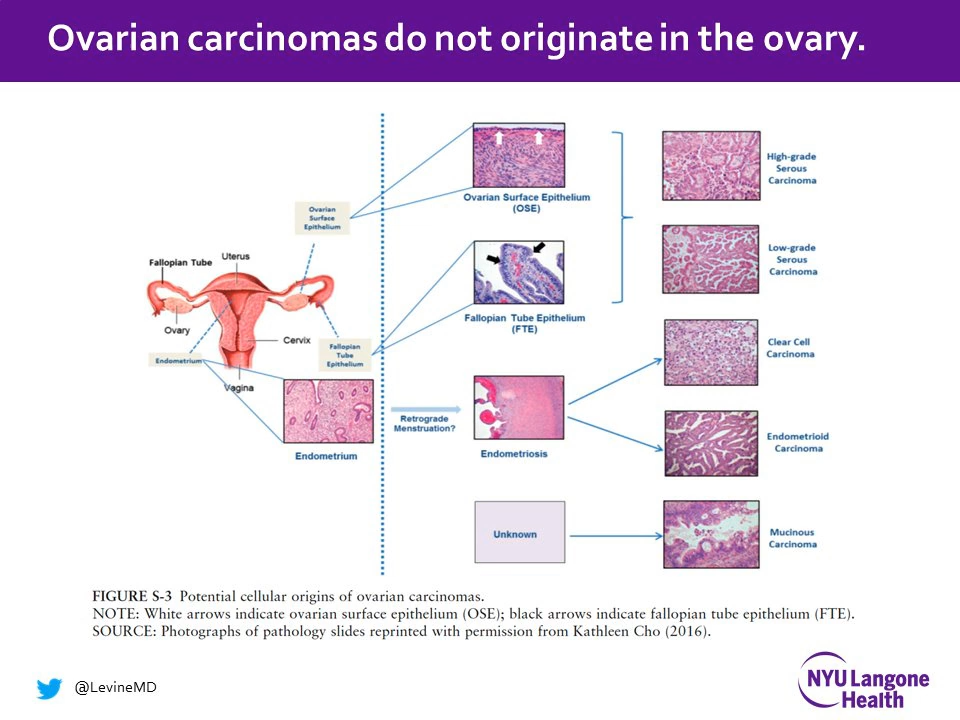 Ovarian carcinomas do not originate in the ovary.
Ovarian
Surface
Epithelium
Fallopian Tube
Uterus
Ovary
Cervix
Endometrium
Fallopian
Tube
Epithelium
Vagina
Endometrium
Retrograde
Menstruation?
Ovarian Surface Epithelium
(OSE)
Fallopian Tube Epithelium
(FTE)
Endometriosis
Unknown
High-grade
Serous
Carcinoma
Low-grade
Serous
Carcinoma
Clear Cell
Carcinoma
Endometrioid
Carcinoma
Mucinous
Carcinoma
FIGURE S-3 Potential cellular origins of ovarian carcinomas.
NOTE: White arrows indicate ovarian surface epithelium (OSE); black arrows indicate fallopian tube epithelium (FTE).
SOURCE: Photographs of pathology slides reprinted with permission from Kathleen Cho (2016).
@LevineMD
NYU Langone
Health